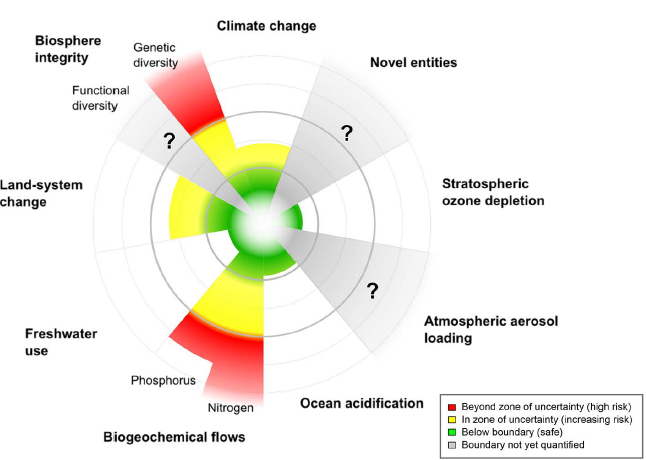 Climate change
Biosphere
integrity
Genetic
diversity
Novel entities
Functional
diversity
?
?
Land-system
change
Stratospheric
ozone depletion
?
Atmospheric aerosol
loading
Freshwater
use
Phosphorus
Nitrogen
Ocean acidification
Biogeochemical flows
Beyond zone of uncertainty (high risk)
In zone of uncertainty (increasing risk)
Below boundary (safe)
Boundary not yet quantified